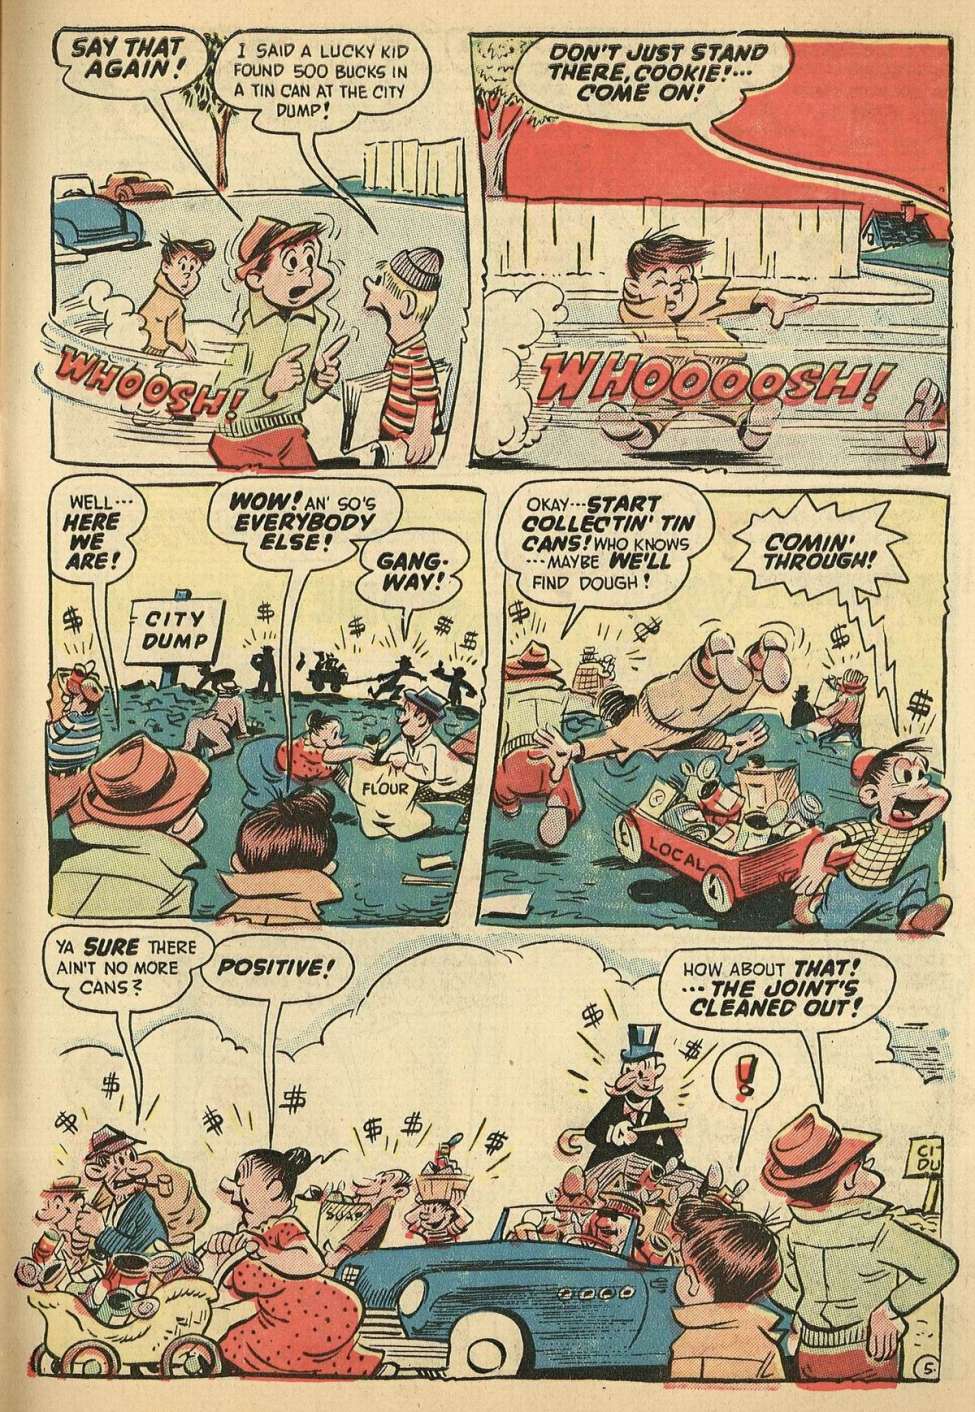 SAY THAT
AGAIN!
I SAID A LUCKY KID
FOUND 500 BUCKS IN
A TIN CAN AT THE CITY
DUMP!
WHOOSH!
DON'T JUST STAND
THERE, COOKIE!...
COME ON!
WHOOOOSH!
WELL...
HERE
WE
ARE!
WOW! AN' SO'S
EVERYBODY
ELSE!
GANG-
WAY!
$
$
$
$
CITY
DUMP
FLOUR
OKAY...START
COLLECTIN' TIN
CANS! WHO KNOWS
...MAYBE WE'LL
FIND DOUGH!
COMIN'
THROUGH!
$
$
$
$
LOCAL
YA SURE THERE
AIN'T NO MORE
CANS?
POSITIVE!
HOW ABOUT THAT!
... THE JOINT'S
CLEANED OUT!
$
$
!
$
$
$
$
$
$
$
SOAP
CIT
DU
5